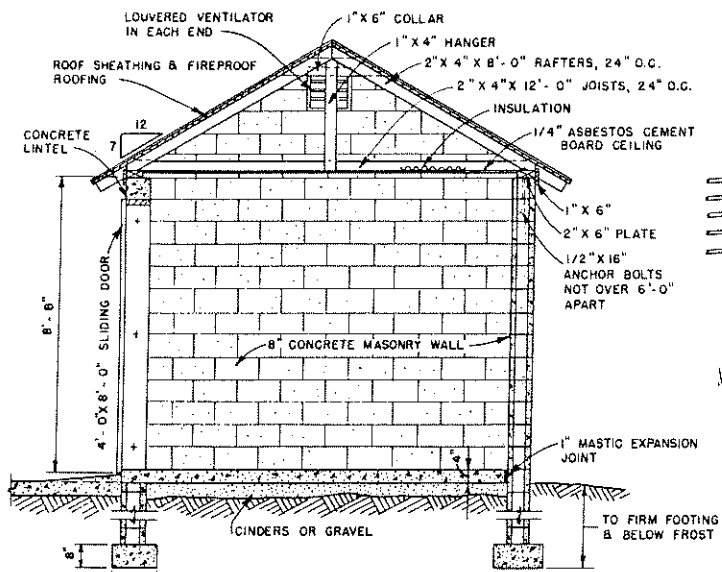 LOUVERED VENTILATOR
IN EACH END
1" X 6" COLLAR
1" X 4" HANGER
2" X 4" X 8'-0" RAFTERS, 24" O.C.
2" X 4" X 12'-0" JOISTS, 24" O.C.
INSULATION
1/4" ASBESTOS CEMENT
BOARD CEILING
ROOF SHEATHING & FIREPROOF
ROOFING
12
7
CONCRETE
LINTEL
1" X 6"
2" X 6" PLATE
1/2" X 16"
ANCHOR BOLTS
NOT OVER 6'-0"
APART
8'-8"
4'-0"X 8'-0" SLIDING DOOR
8" CONCRETE MASONRY WALL
4"
1" MASTIC EXPANSION
JOINT
CINDERS OR GRAVEL
TO FIRM FOOTING
& BELOW FROST
8"